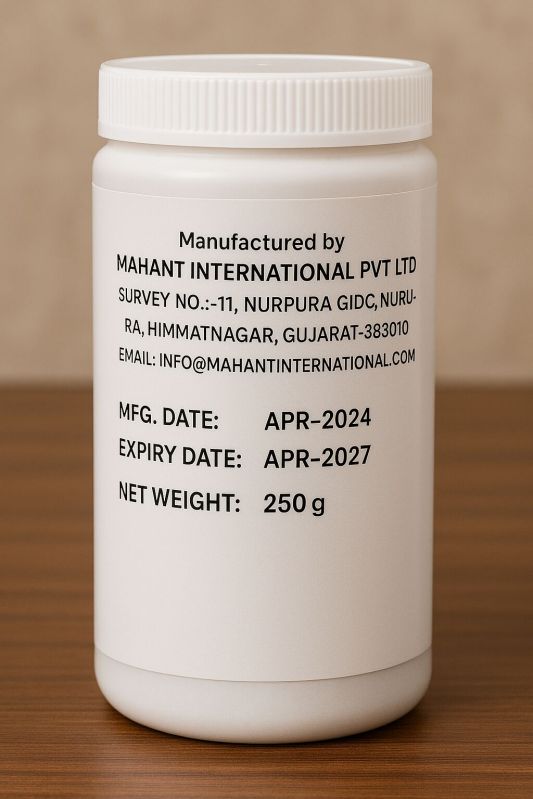 Manufactured by
MAHANT INTERNATIONAL PVT LTD
SURVEY NO.:-11, NURPURA GIDC, NURU-
RA, HIMMATNAGAR, GUJARAT-383010
EMAIL: INFO@MAHANTINTERNATIONAL.COM
MFG. DATE: APR-2024
EXPIRY DATE: APR-2027
NET WEIGHT: 250 g